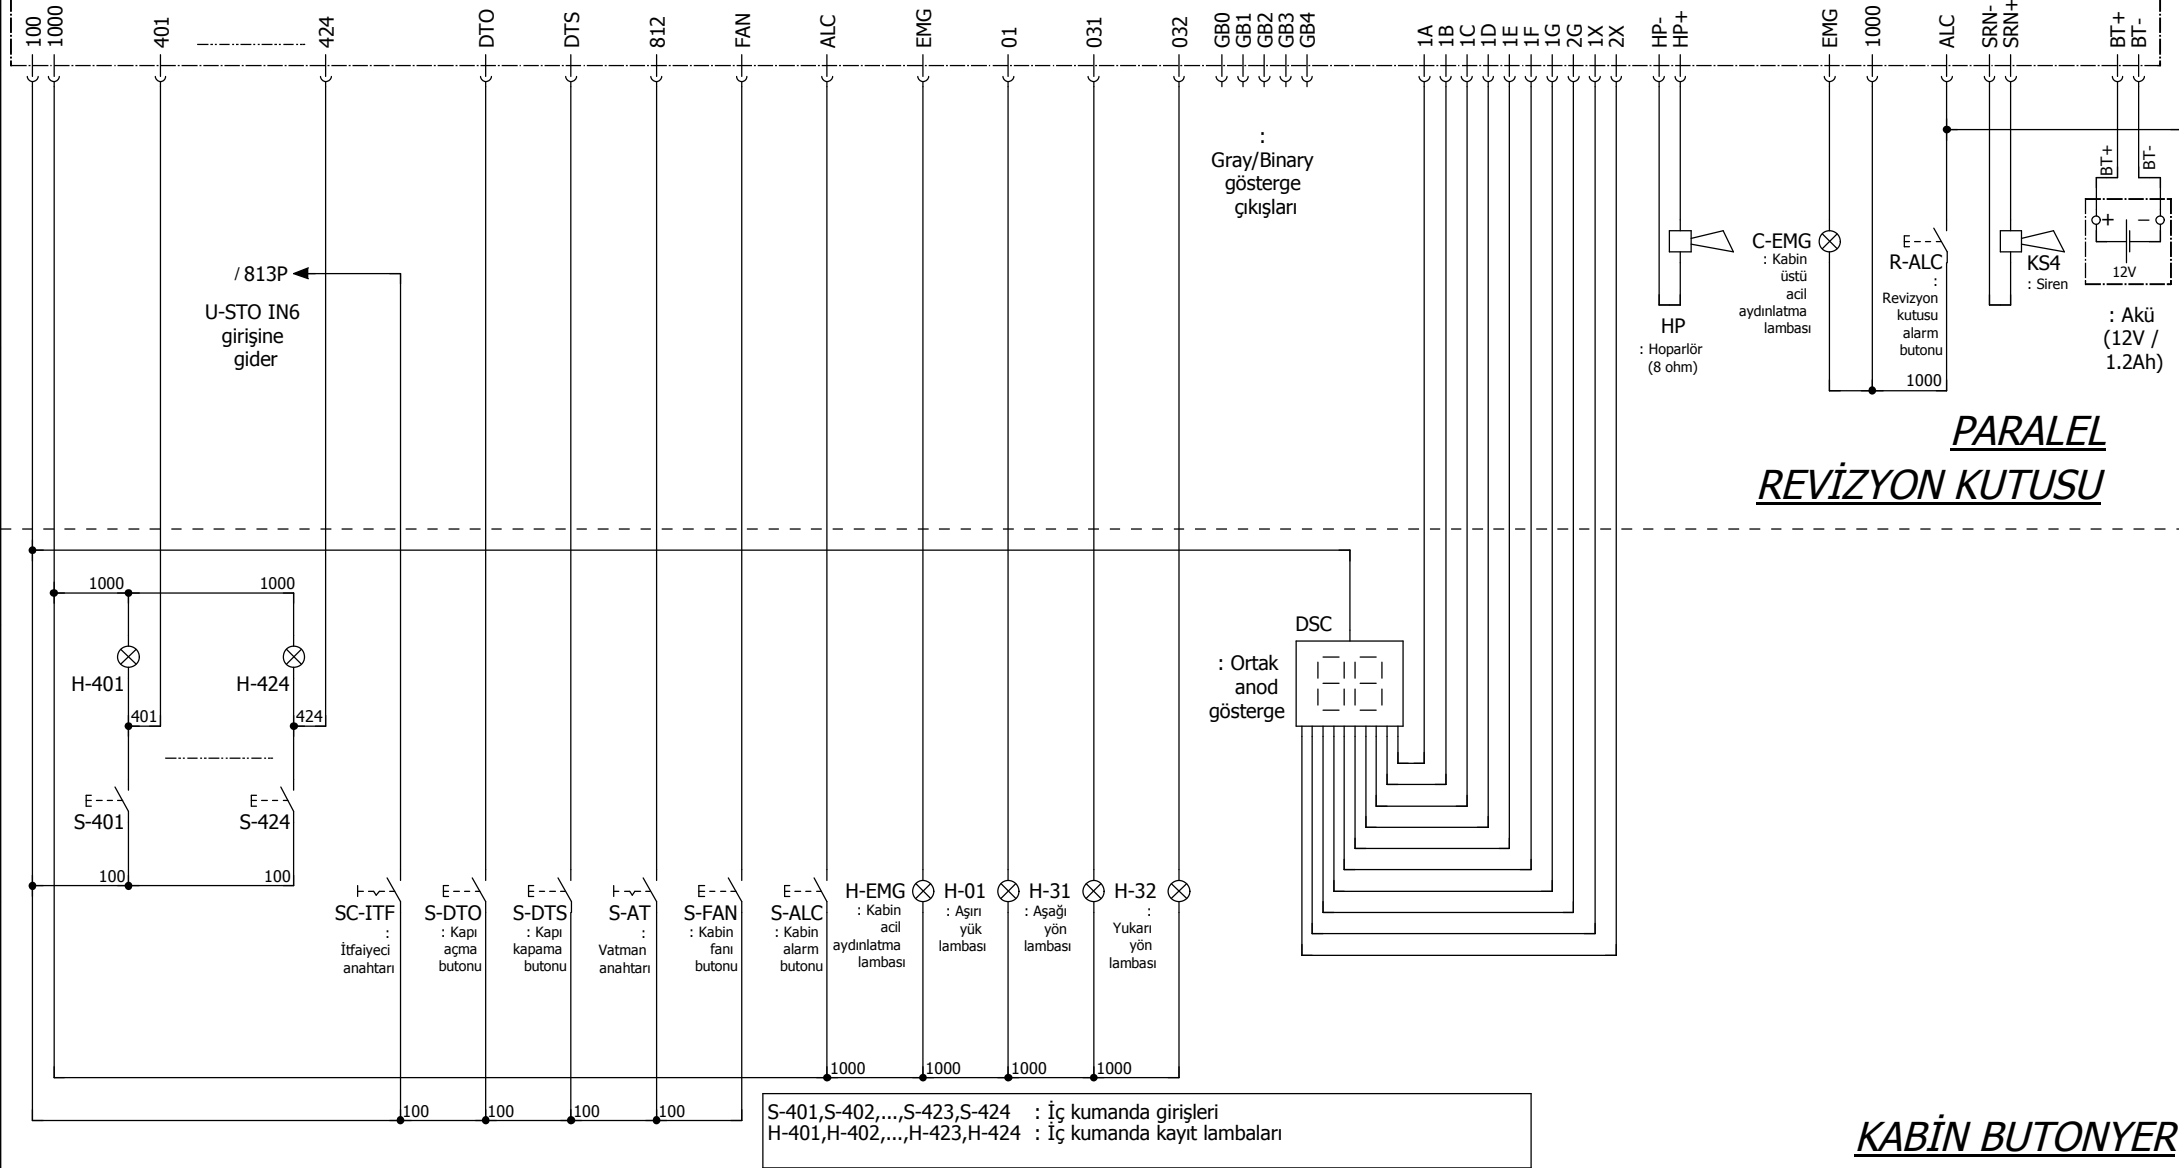 100
1000
401
424
DTO
DTS
812
FAN
ALC
EMG
01
031
032
GB0
GB1
GB2
GB3
GB4
1A
1B
1C
1D
1E
1F
1G
2G
1X
2X
HP-
HP+
EMG
1000
ALC
SRN-
SRN+
BT+
BT-
:
Gray/Binary
gösterge
çıkışları
/ 813P
U-STO IN6
girişine
gider
HP
: Hoparlör
(8 ohm)
C-EMG
: Kabin
üstü
acil
aydınlatma
lambası
R-ALC
:
Revizyon
kutusu
alarm
butonu
1000
KS4
: Siren
BT+
BT-
+
−
12V
: Akü
(12V /
1.2Ah)
PARALEL
REVİZYON KUTUSU
1000
1000
H-401
H-424
401
424
S-401
S-424
100
100
DSC
: Ortak
anod
gösterge
SC-ITF
:
İtfaiyeci
anahtarı
S-DTO
: Kapı
açma
butonu
S-DTS
: Kapı
kapama
butonu
S-AT
:
Vatman
anahtarı
S-FAN
: Kabin
fanı
butonu
S-ALC
: Kabin
alarm
butonu
H-EMG
: Kabin
acil
aydınlatma
lambası
H-01
: Aşırı
yük
lambası
H-31
: Aşağı
yön
lambası
H-32
:
Yukarı
yön
lambası
1000
1000
1000
1000
100
100
100
100
S-401,S-402,...,S-423,S-424 : İç kumanda girişleri
H-401,H-402,...,H-423,H-424 : İç kumanda kayıt lambaları
KABİN BUTONYER